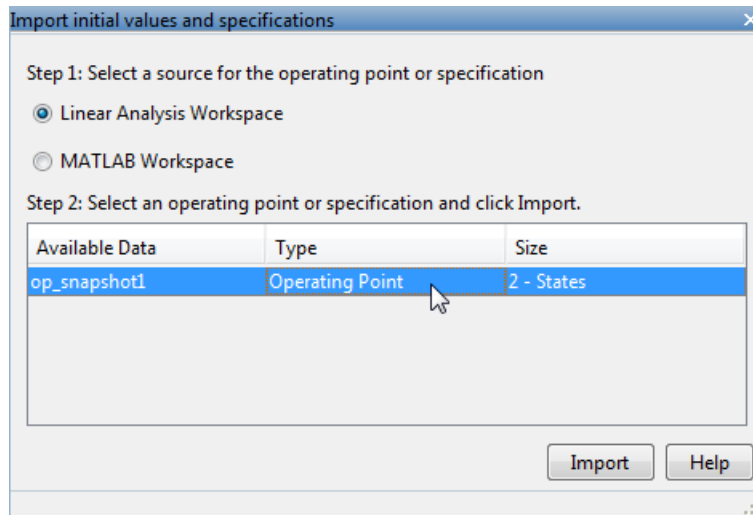 Import initial values and specifications
Step 1: Select a source for the operating point or specification
Linear Analysis Workspace
MATLAB Workspace
Step 2: Select an operating point or specification and click Import.
Available Data Type Size
op_snapshot1 Operating Point 2 - States
Import Help